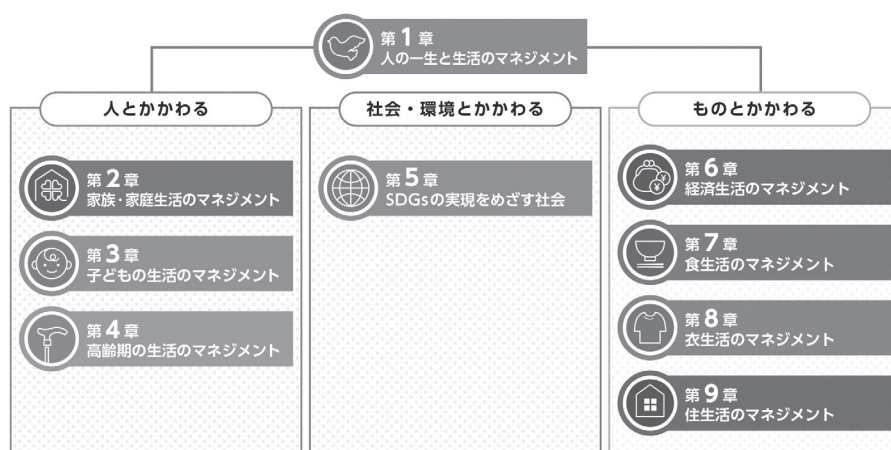 第1章
人の一生と生活のマネジメント
人とかかわる
第2章
家族・家庭生活のマネジメント
第3章
子どもの生活のマネジメント
第4章
高齢期の生活のマネジメント
社会・環境とかかわる
第5章
SDGsの実現をめざす社会
ものとかかわる
第6章
経済生活のマネジメント
第7章
食生活のマネジメント
第8章
衣生活のマネジメント
第9章
住生活のマネジメント